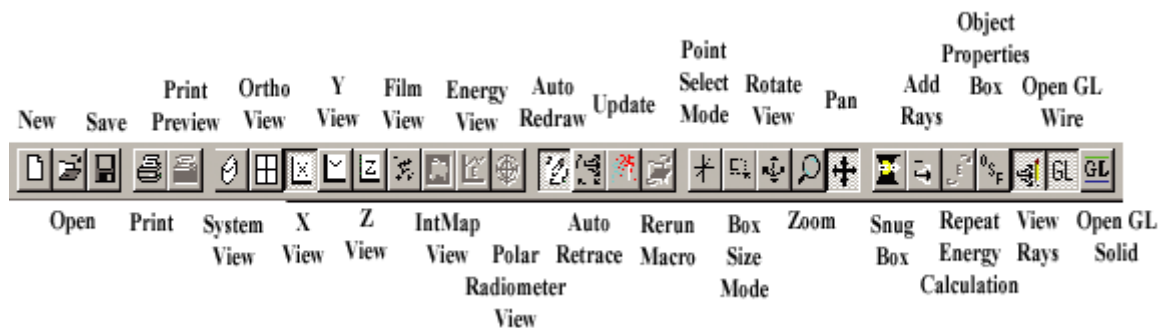 New
Save
Print
Preview
Ortho
View
Y
View
Film
View
Energy
View
Auto
Redraw
Update
Point
Select
Mode
Rotate
View
Pan
Add
Rays
Object
Properties
Box
Open GL
Wire
X
Z
%F
GL
GL
Open
Print
System
View
X
View
Z
View
IntMap
View
Polar
Radiometer
View
Auto
Retrace
Rerun
Macro
Box
Size
Mode
Zoom
Snug
Box
Repeat
Energy
Calculation
View
Rays
Open GL
Solid